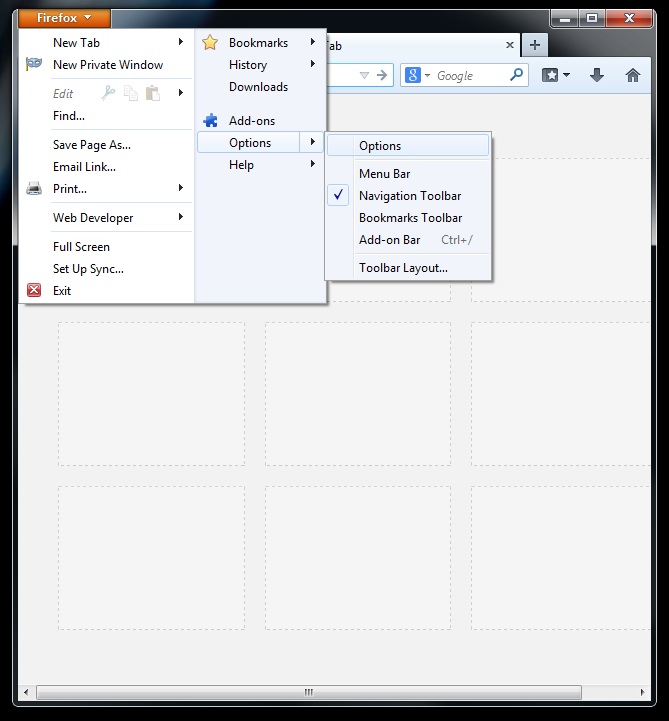 Firefox
New Tab
New Private Window
Edit
Find...
Save Page As...
Email Link...
Print...
Web Developer
Full Screen
Set Up Sync...
Exit
Bookmarks
History
Downloads
Add-ons
Options
Help
Tab
8 Google
Options
Menu Bar
Navigation Toolbar
Bookmarks Toolbar
Add-on Bar Ctrl+/
Toolbar Layout...